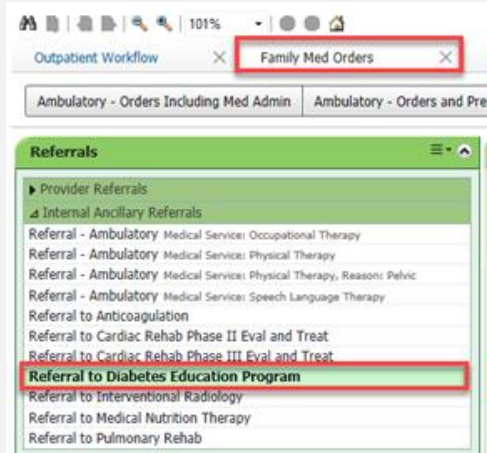 101%
Outpatient Workflow Family Med Orders
Ambulatory - Orders Including Med Admin Ambulatory - Orders and Pre
Referrals
Provider Referrals
Internal Ancillary Referrals
Referral - Ambulatory Medical Service: Occupational Therapy
Referral - Ambulatory Medical Service: Physical Therapy
Referral - Ambulatory Medical Service: Physical Therapy, Reason: Pelvic
Referral - Ambulatory Medical Service: Speech Language Therapy
Referral to Anticoagulation
Referral to Cardiac Rehab Phase II Eval and Treat
Referral to Cardiac Rehab Phase III Eval and Treat
Referral to Diabetes Education Program
Referral to Interventional Radiology
Referral to Medical Nutrition Therapy
Referral to Pulmonary Rehab